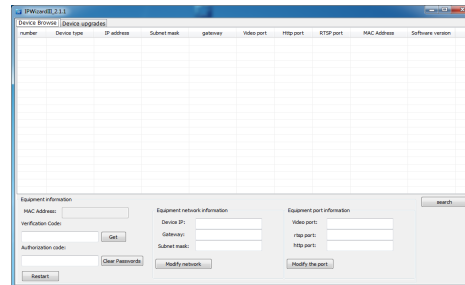 IPWizardIII_2.1.1
Device Browse Device upgrades
number Device type IP address Subnet mask gateway Video port Http port RTSP port MAC Address Software version
search
Equipment information
MAC Address:
Verification Code:
Get
Authorization code:
Clear Passwords
Restart
Equipment network information
Device IP:
Gateway:
Subnet mask:
Modify network
Equipment port information
Video port:
rtsp port:
http port:
Modify the port